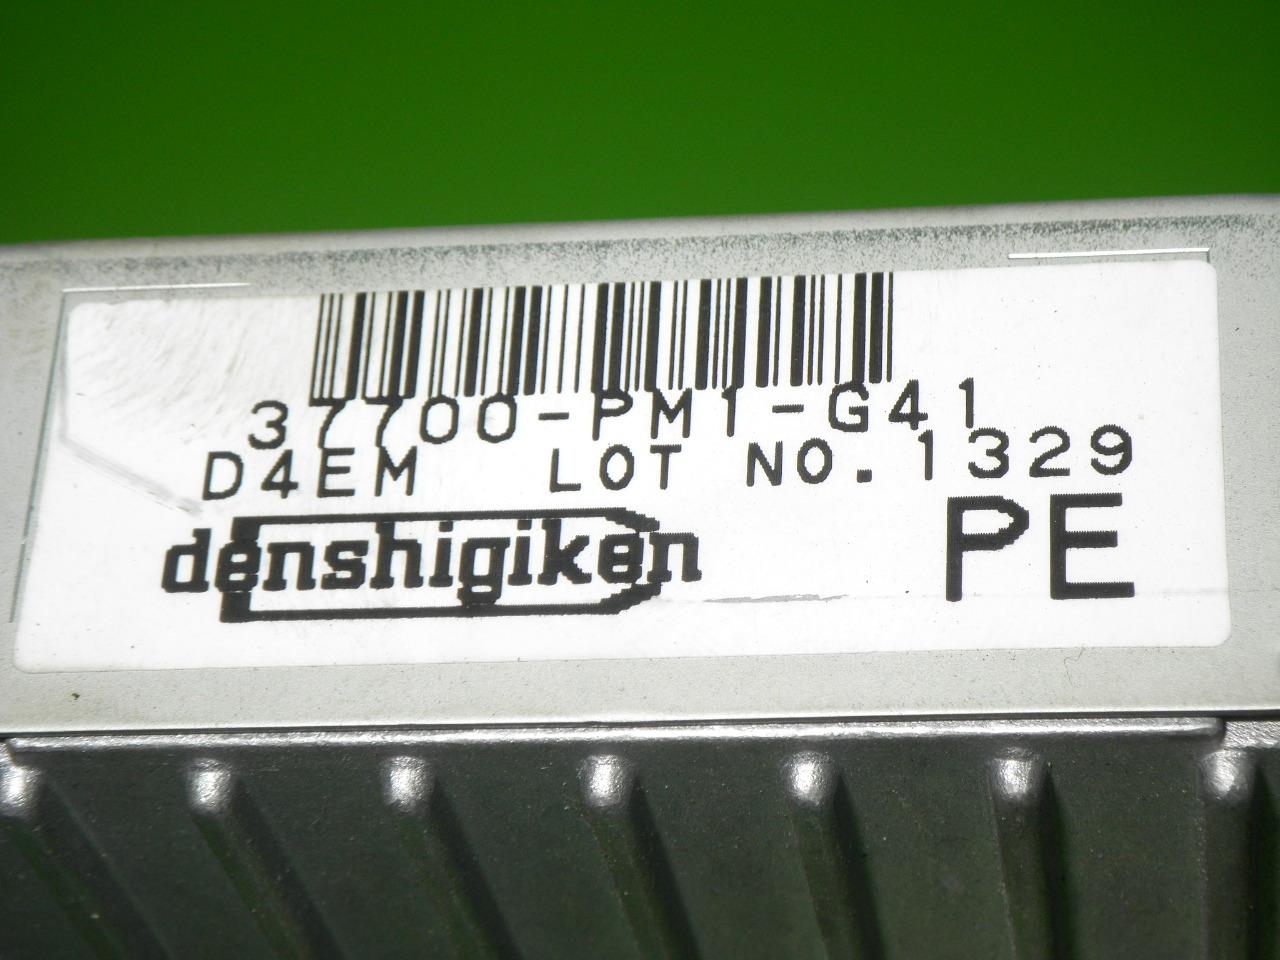 37700-PM1-G41
D4EM LOT NO.1329
denshigiken PE